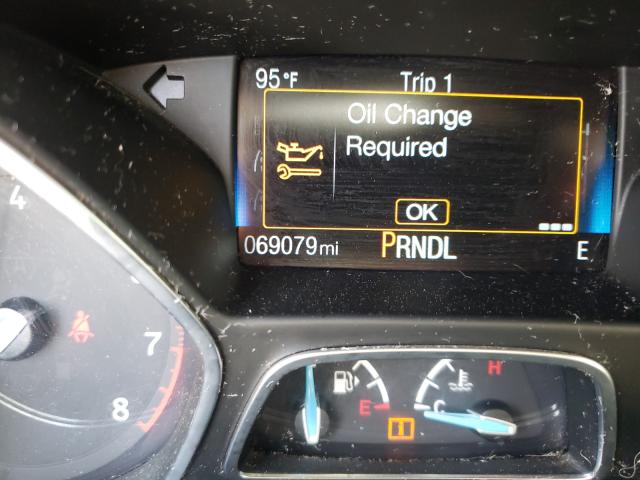 95°F Trip 1
Oil Change
Required
OK
069079mi PRNDL E
4
7
8
E
C
H